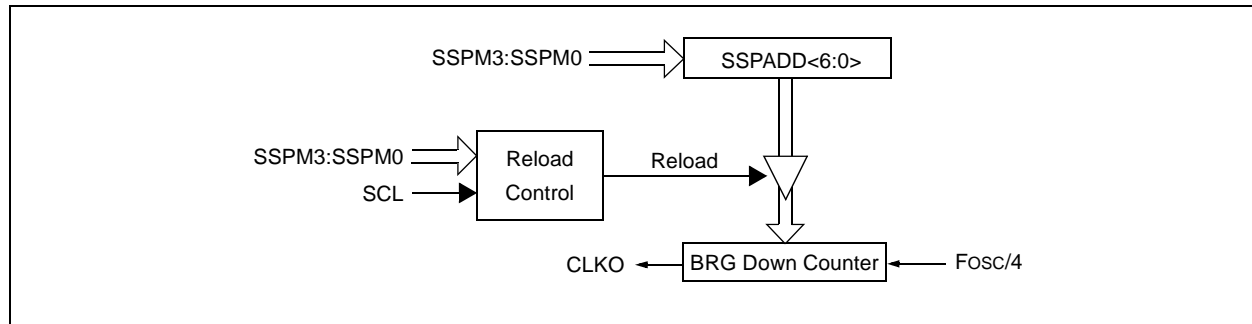 SSPM3:SSPM0
SSPADD<6:0>
SSPM3:SSPM0
SCL
Reload
Control
Reload
CLKO
BRG Down Counter
FOSC/4